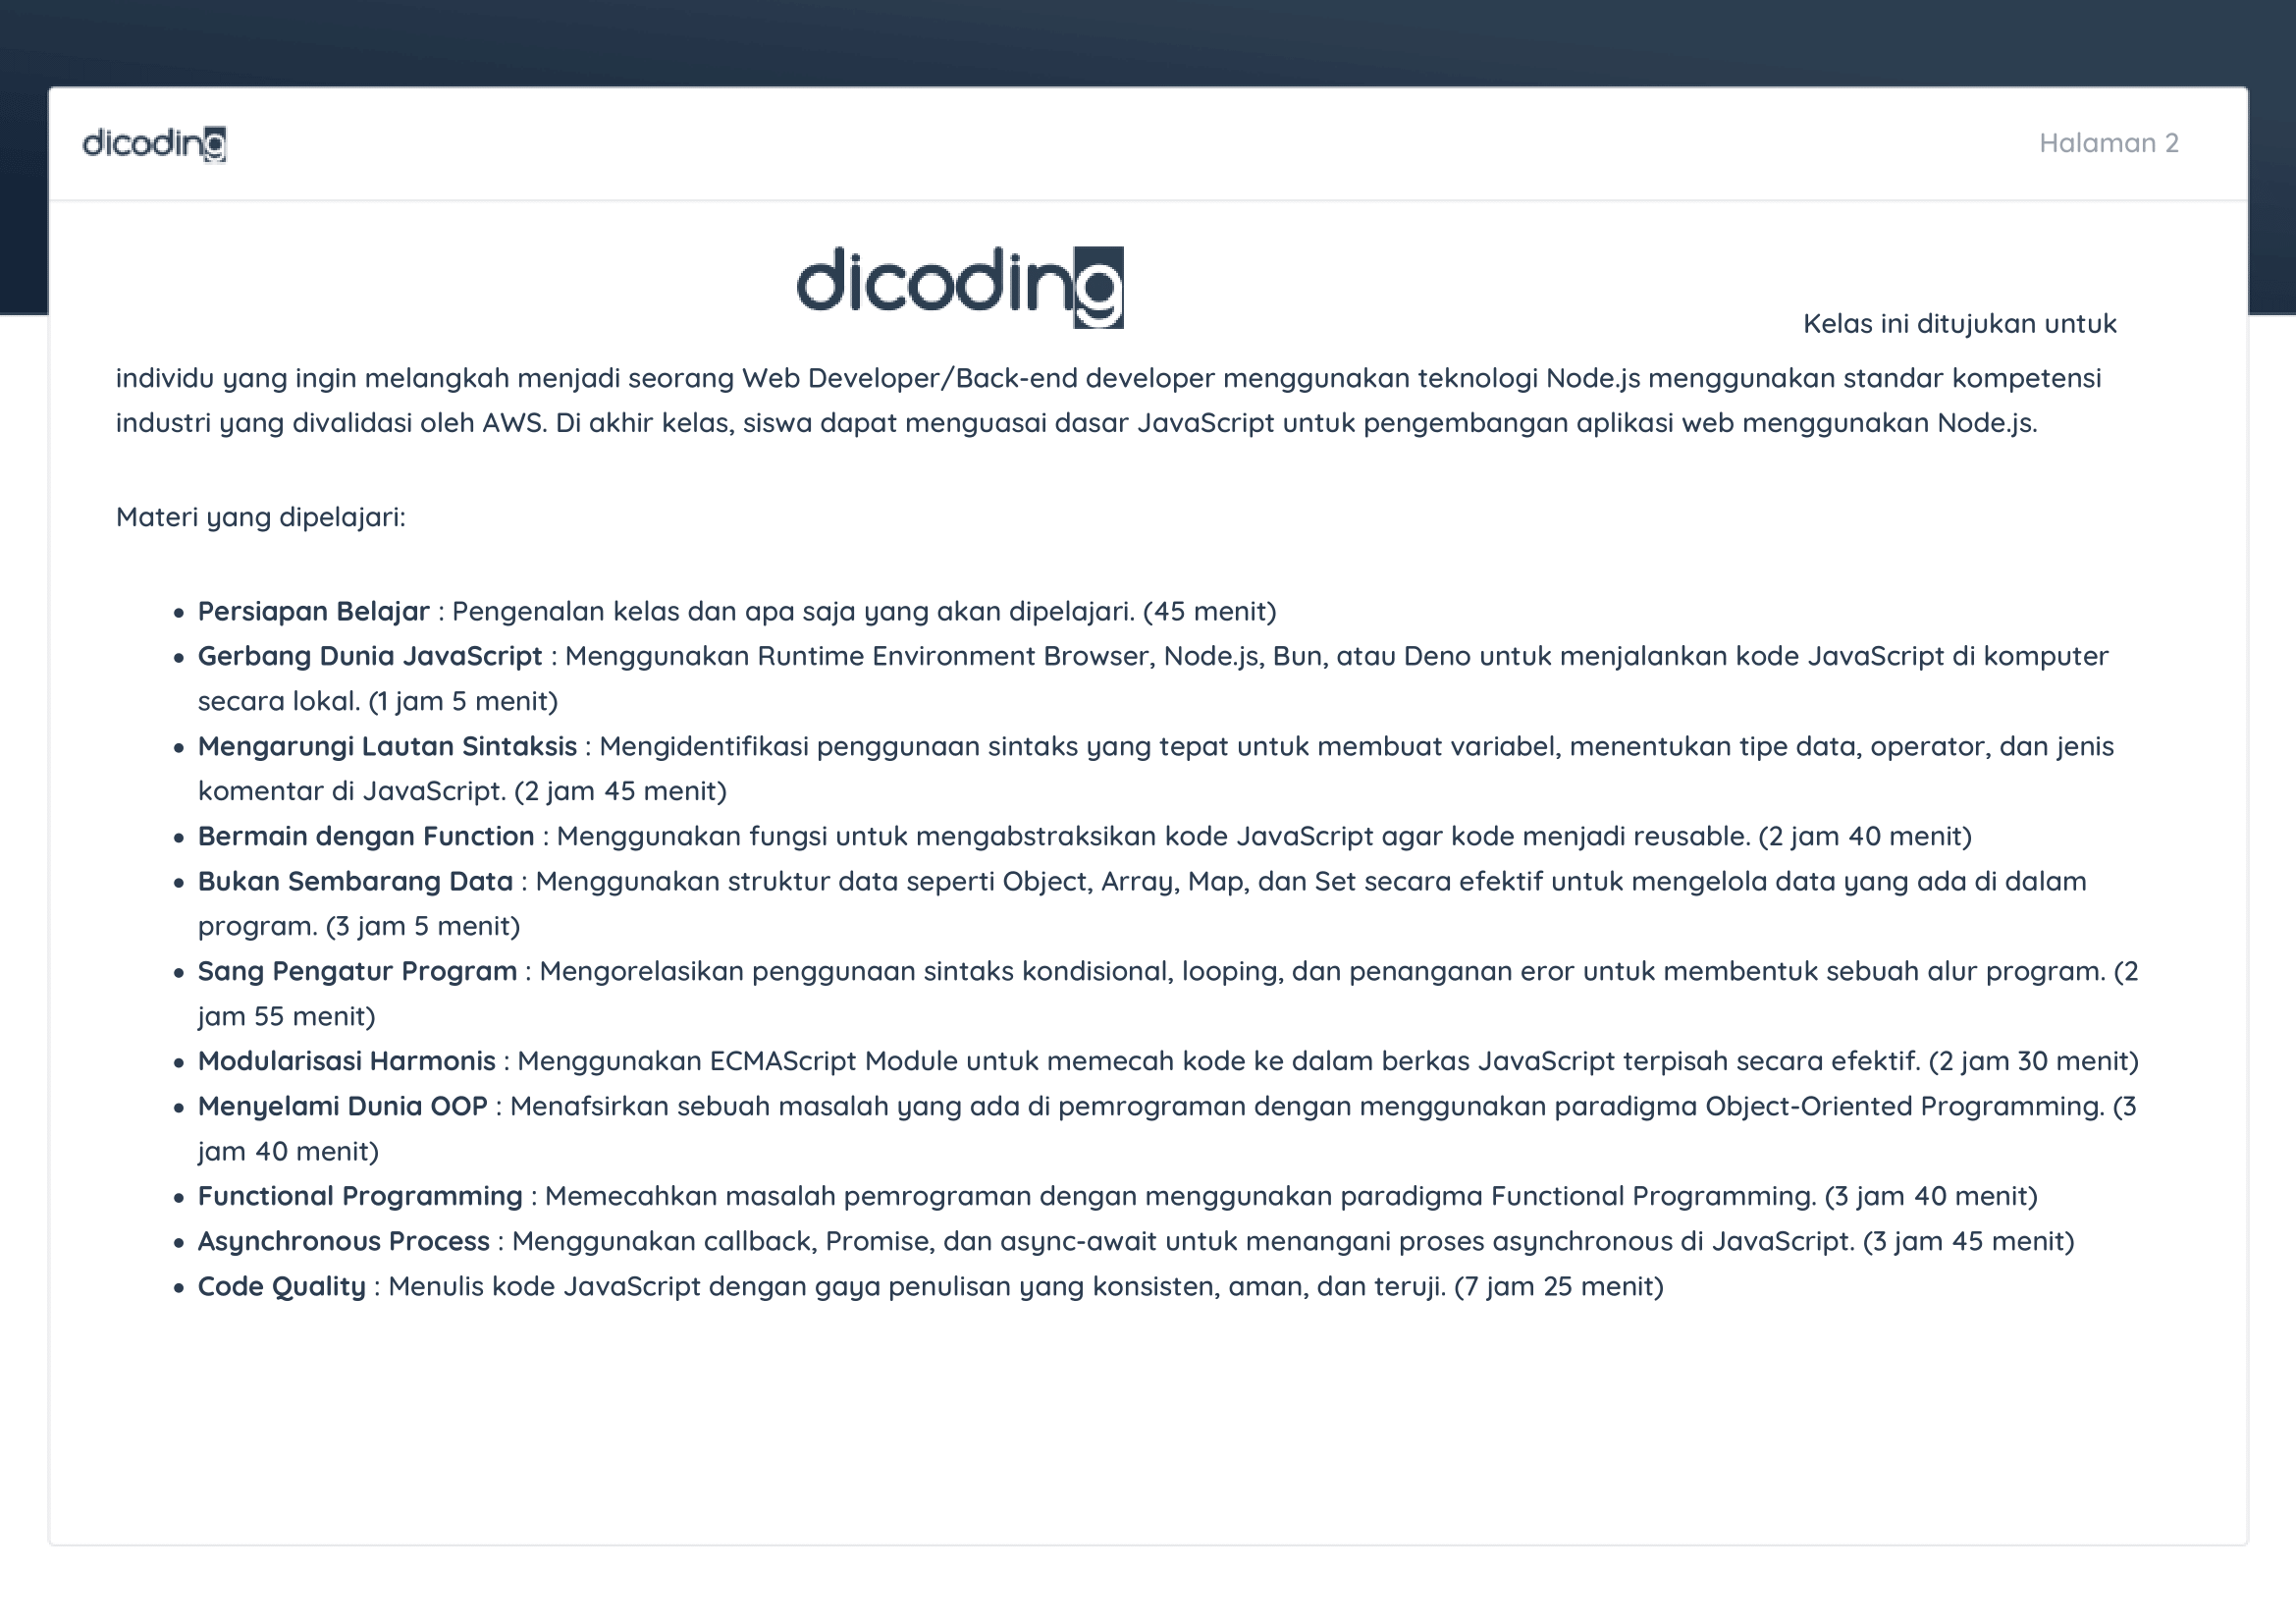 dicoding
Halaman 2
dicoding
Kelas ini ditujukan untuk
individu yang ingin melangkah menjadi seorang Web Developer/Back-end developer menggunakan teknologi Node.js menggunakan standar kompetensi
industri yang divalidasi oleh AWS. Di akhir kelas, siswa dapat menguasai dasar JavaScript untuk pengembangan aplikasi web menggunakan Node.js.
Materi yang dipelajari:
• Persiapan Belajar : Pengenalan kelas dan apa saja yang akan dipelajari. (45 menit)
• Gerbang Dunia JavaScript : Menggunakan Runtime Environment Browser, Node.js, Bun, atau Deno untuk menjalankan kode JavaScript di komputer
secara lokal. (1 jam 5 menit)
• Mengarungi Lautan Sintaksis : Mengidentifikasi penggunaan sintaks yang tepat untuk membuat variabel, menentukan tipe data, operator, dan jenis
komentar di JavaScript. (2 jam 45 menit)
• Bermain dengan Function : Menggunakan fungsi untuk mengabstraksikan kode JavaScript agar kode menjadi reusable. (2 jam 40 menit)
• Bukan Sembarang Data : Menggunakan struktur data seperti Object, Array, Map, dan Set secara efektif untuk mengelola data yang ada di dalam
program. (3 jam 5 menit)
• Sang Pengatur Program : Mengorelasikan penggunaan sintaks kondisional, looping, dan penanganan eror untuk membentuk sebuah alur program. (2
jam 55 menit)
• Modularisasi Harmonis : Menggunakan ECMAScript Module untuk memecah kode ke dalam berkas JavaScript terpisah secara efektif. (2 jam 30 menit)
• Menyelami Dunia OOP : Menafsirkan sebuah masalah yang ada di pemrograman dengan menggunakan paradigma Object-Oriented Programming. (3
jam 40 menit)
• Functional Programming : Memecahkan masalah pemrograman dengan menggunakan paradigma Functional Programming. (3 jam 40 menit)
• Asynchronous Process : Menggunakan callback, Promise, dan async-await untuk menangani proses asynchronous di JavaScript. (3 jam 45 menit)
• Code Quality : Menulis kode JavaScript dengan gaya penulisan yang konsisten, aman, dan teruji. (7 jam 25 menit)